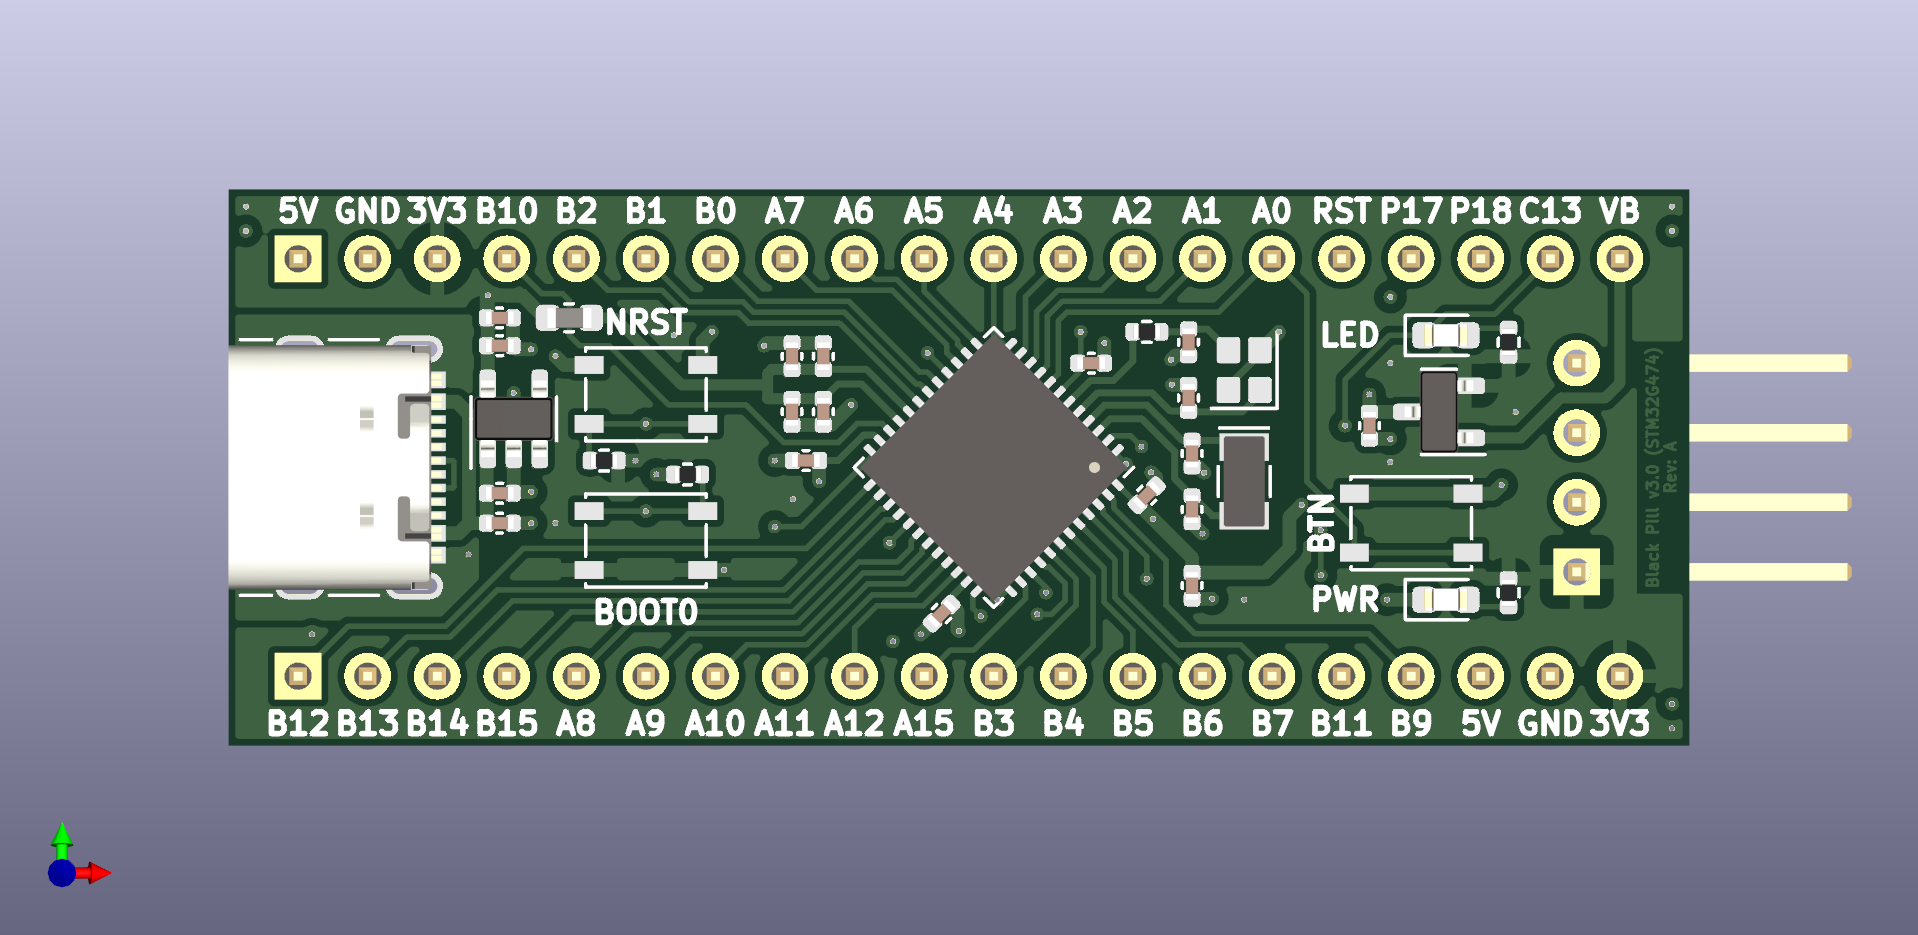 5V GND 3V3 B10 B2 B1 B0 A7 A6 A5 A4 A3 A2 A1 A0 RST P17 P18 C13 VB
NRST
LED
BTN
Black Pill v3.0 (STM32G474)
Rev: A
BOOT0
PWR
B12 B13 B14 B15 A8 A9 A10 A11 A12 A15 B3 B4 B5 B6 B7 B11 B9 5V GND 3V3